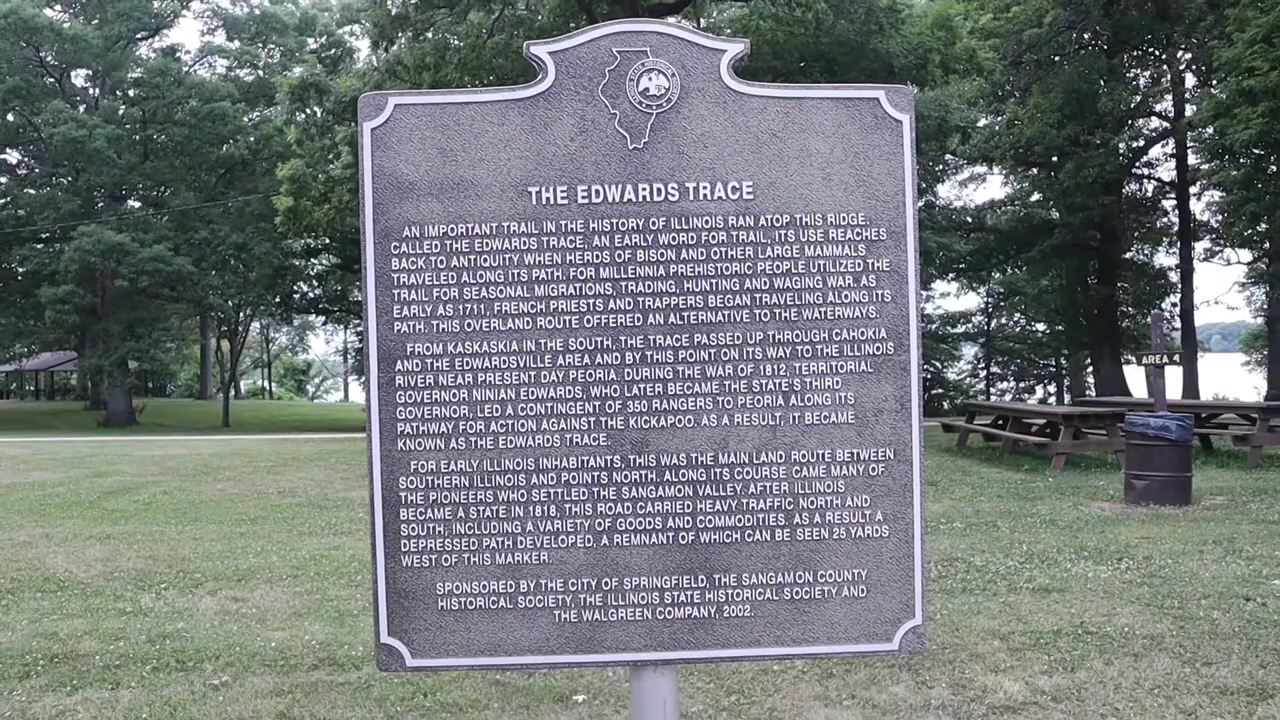 THE EDWARDS TRACE
AN IMPORTANT TRAIL IN THE HISTORY OF ILLINOIS RAN ATOP THIS RIDGE.
CALLED THE EDWARDS TRACE, AN EARLY WORD FOR TRAIL, ITS USE REACHES
BACK TO ANTIQUITY WHEN HERDS OF BISON AND OTHER LARGE MAMMALS
TRAVELED ALONG ITS PATH. FOR MILLENNIA PREHISTORIC PEOPLE UTILIZED THE
TRAIL FOR SEASONAL MIGRATIONS, TRADING, HUNTING AND WAGING WAR. AS
EARLY AS 1711, FRENCH PRIESTS AND TRAPPERS BEGAN TRAVELING ALONG ITS
PATH. THIS OVERLAND ROUTE OFFERED AN ALTERNATIVE TO THE WATERWAYS.
FROM KASKASKIA IN THE SOUTH, THE TRACE PASSED UP THROUGH CAHOKIA
AND THE EDWARDSVILLE AREA AND BY THIS POINT ON ITS WAY TO THE ILLINOIS
RIVER NEAR PRESENT DAY PEORIA. DURING THE WAR OF 1812, TERRITORIAL
GOVERNOR NINIAN EDWARDS, WHO LATER BECAME THE STATE'S THIRD
GOVERNOR, LED A CONTINGENT OF 350 RANGERS TO PEORIA ALONG ITS
PATHWAY FOR ACTION AGAINST THE KICKAPOO. AS A RESULT, IT BECAME
KNOWN AS THE EDWARDS TRACE.
FOR EARLY ILLINOIS INHABITANTS, THIS WAS THE MAIN LAND ROUTE BETWEEN
SOUTHERN ILLINOIS AND POINTS NORTH. ALONG ITS COURSE CAME MANY OF
THE PIONEERS WHO SETTLED THE SANGAMON VALLEY. AFTER ILLINOIS
BECAME A STATE IN 1818, THIS ROAD CARRIED HEAVY TRAFFIC NORTH AND
SOUTH, INCLUDING A VARIETY OF GOODS AND COMMODITIES. AS A RESULT A
DEPRESSED PATH DEVELOPED, A REMNANT OF WHICH CAN BE SEEN 25 YARDS
WEST OF THIS MARKER.
SPONSORED BY THE CITY OF SPRINGFIELD, THE SANGAMON COUNTY
HISTORICAL SOCIETY, THE ILLINOIS STATE HISTORICAL SOCIETY AND
THE WALGREEN COMPANY, 2002.
AREA 4